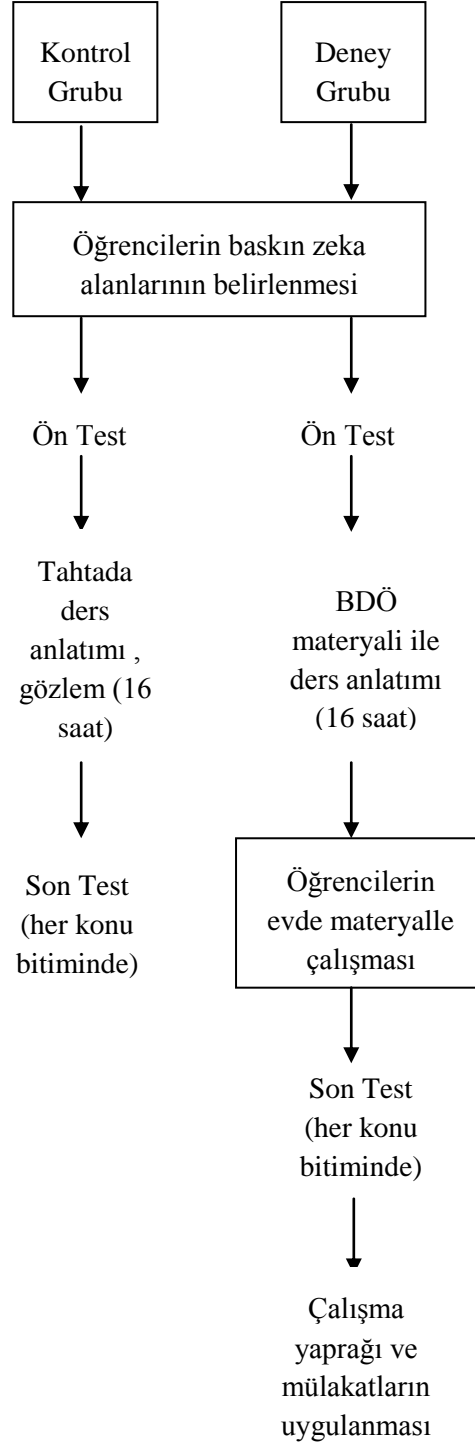 Kontrol
Grubu
Deney
Grubu
Öğrencilerin baskın zeka
alanlarının belirlenmesi
Ön Test
Ön Test
Tahtada
ders
anlatımı ,
gözlem (16
saat)
BDÖ
materyali ile
ders anlatımı
(16 saat)
Son Test
(her konu
bitiminde)
Öğrencilerin
evde materyalle
çalışması
Son Test
(her konu
bitiminde)
Çalışma
yaprağı ve
mülakatların
uygulanması